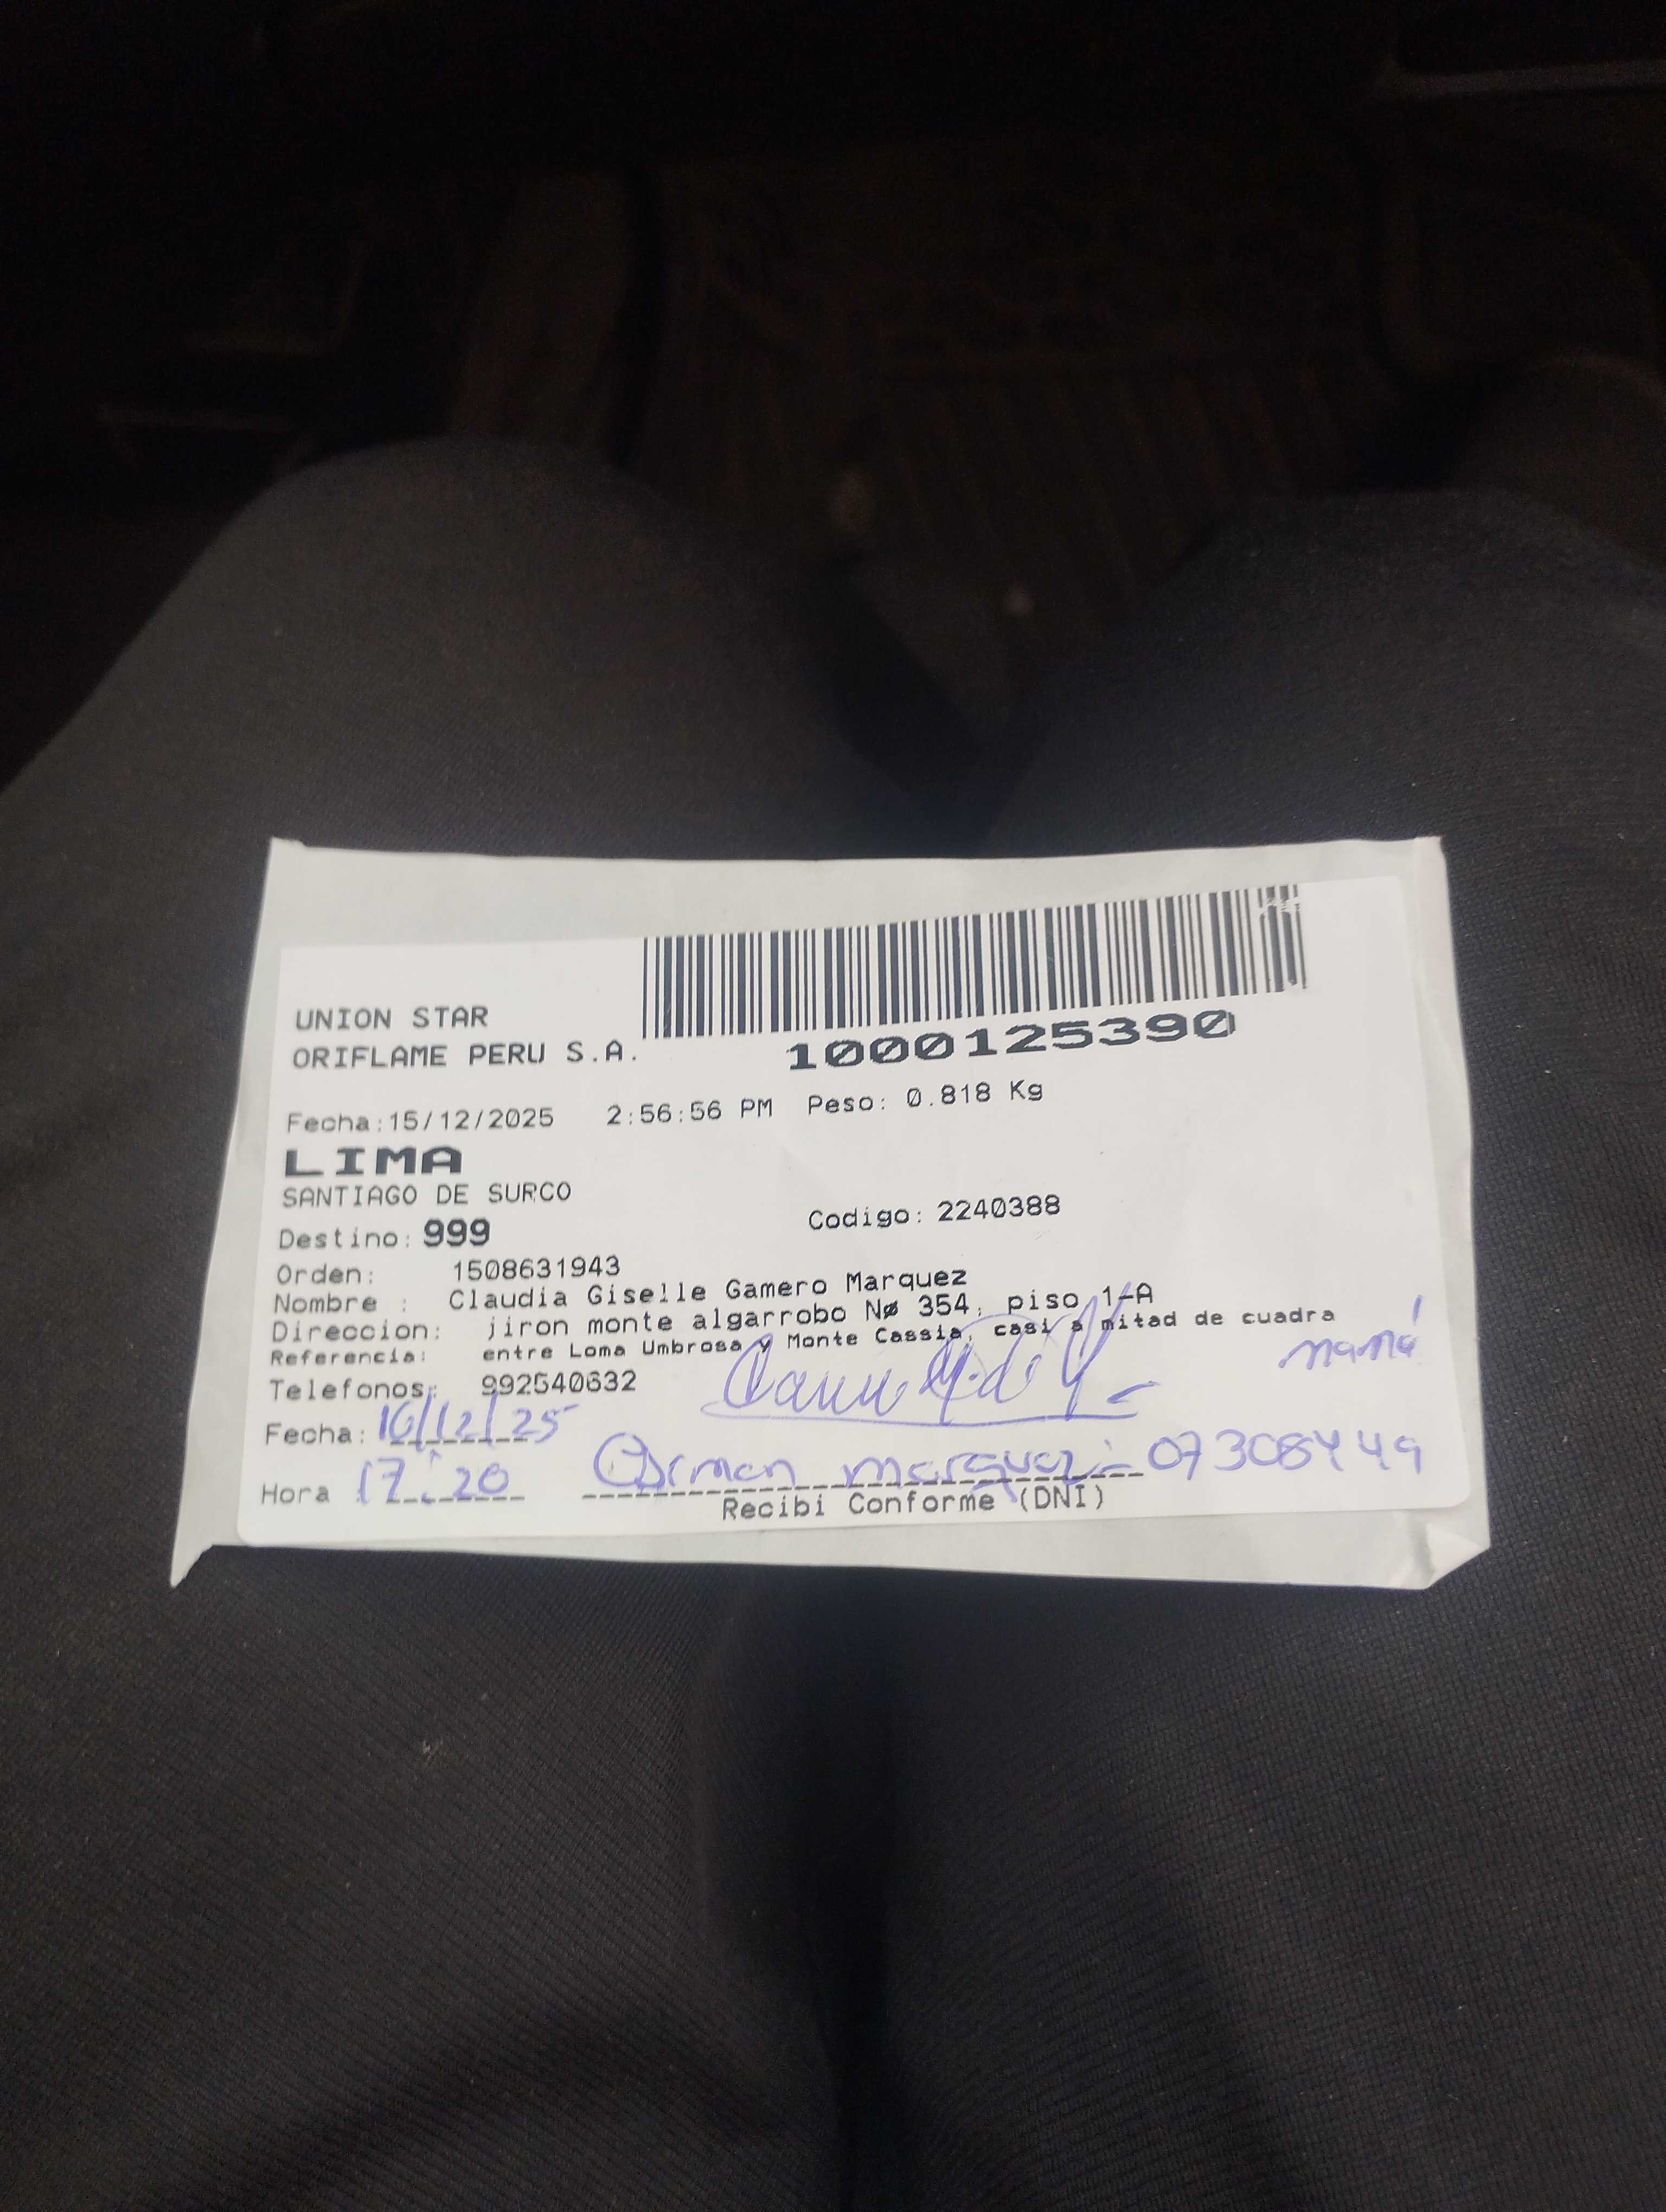 UNION STAR
ORIFLAME PERU S.A.
1000125390
Fecha:15/12/2025 2:56:56 PM Peso: 0.818 Kg
LIMA
SANTIAGO DE SURCO
Destino: 999 Codigo: 2240388
Orden: 1508631943
Nombre : Claudia Giselle Gamero Marquez
Direccion: jiron monte algarrobo Nø 354, piso 1-A
Referencia: entre Loma Umbrosa y Monte Cassia, casi a mitad de cuadra
mamá
Telefonos: 992540632
Fecha: 16/12/25
Hora 17:20 Carmen marquez - 07308449
Recibi Conforme (DNI)